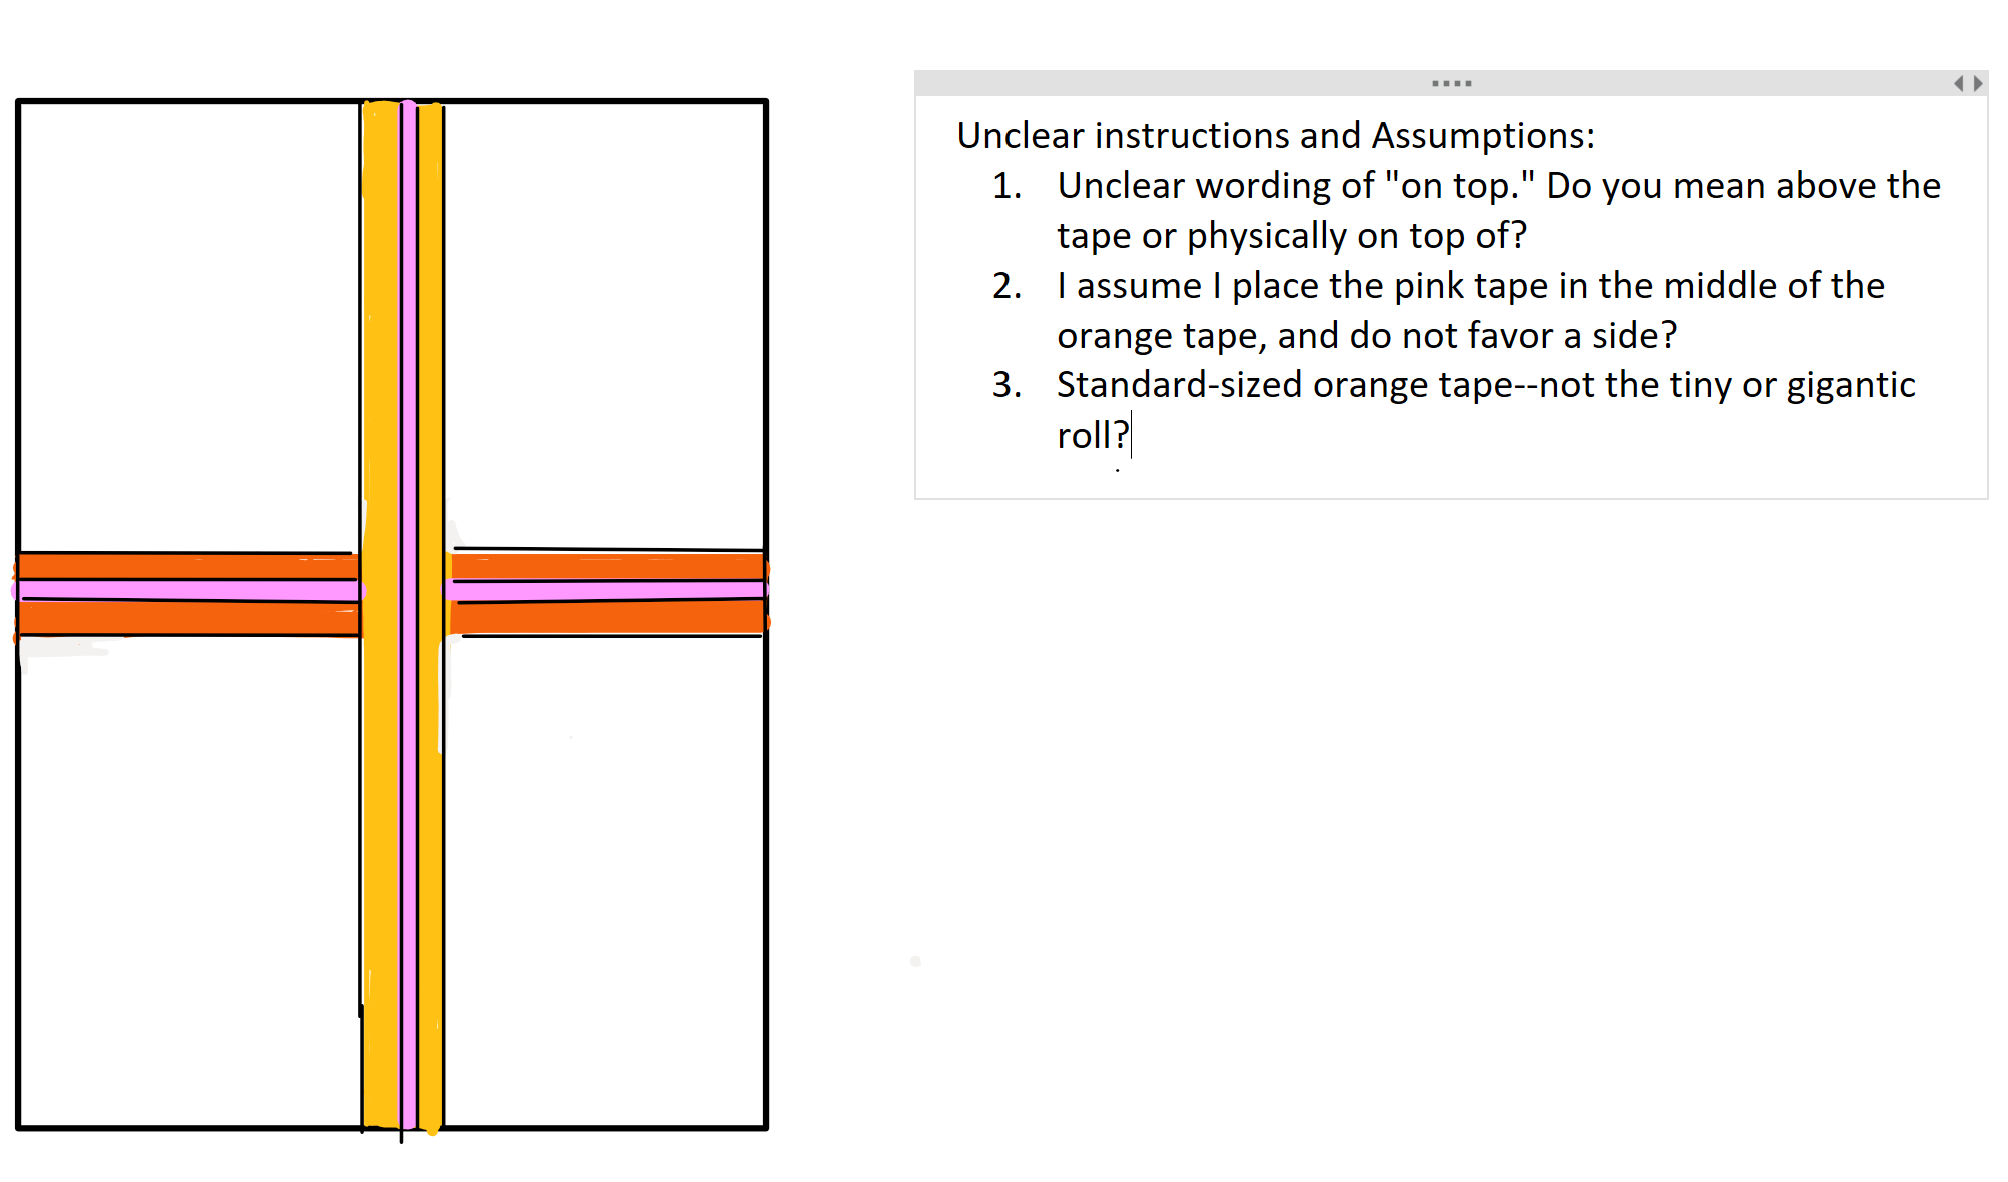 Unclear instructions and Assumptions:
1. Unclear wording of "on top." Do you mean above the
tape or physically on top of?
2. I assume I place the pink tape in the middle of the
orange tape, and do not favor a side?
3. Standard-sized orange tape--not the tiny or gigantic
roll?